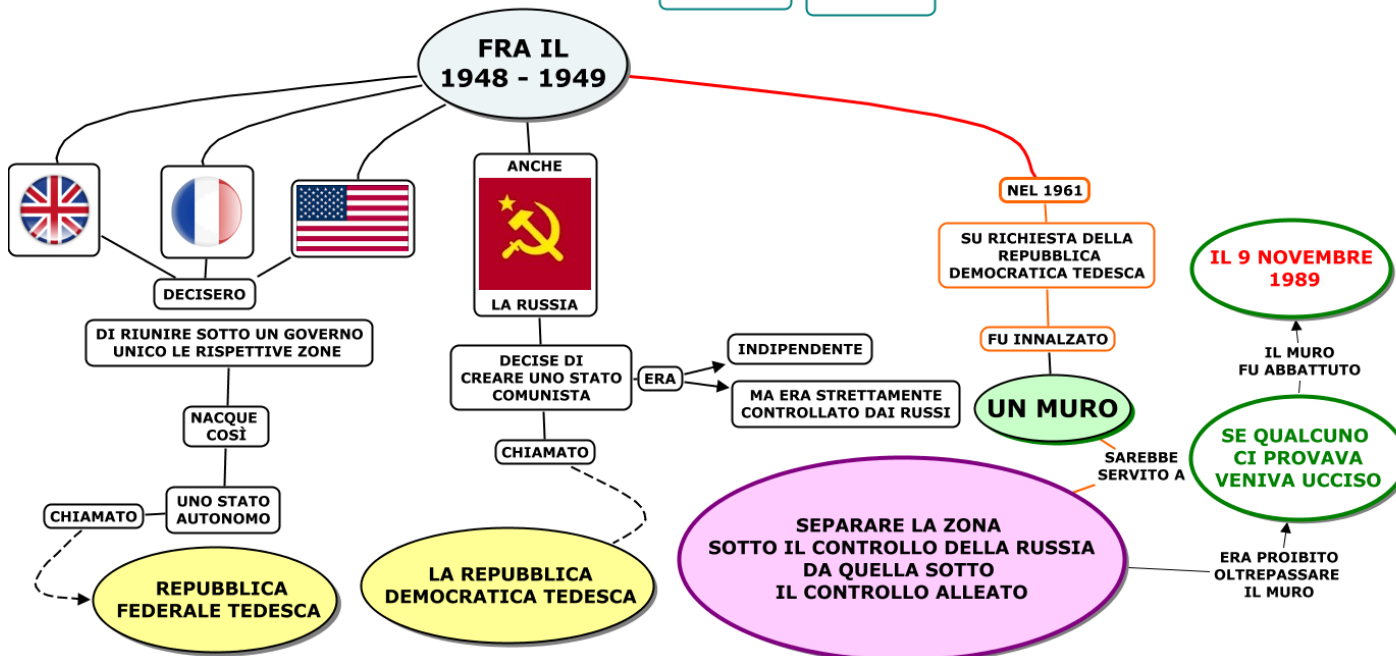 FRA IL
1948 - 1949
DECISERO
DI RIUNIRE SOTTO UN GOVERNO
UNICO LE RISPETTIVE ZONE
NACQUE
COSÌ
UNO STATO
AUTONOMO
CHIAMATO
REPUBBLICA
FEDERALE TEDESCA
ANCHE
LA RUSSIA
DECISE DI
CREARE UNO STATO
COMUNISTA
ERA
INDIPENDENTE
MA ERA STRETTAMENTE
CONTROLLATO DAI RUSSI
CHIAMATO
LA REPUBBLICA
DEMOCRATICA TEDESCA
NEL 1961
SU RICHIESTA DELLA
REPUBBLICA
DEMOCRATICA TEDESCA
FU INNALZATO
UN MURO
SAREBBE
SERVITO A
SEPARARE LA ZONA
SOTTO IL CONTROLLO DELLA RUSSIA
DA QUELLA SOTTO
IL CONTROLLO ALLEATO
ERA PROIBITO
OLTREPASSARE
IL MURO
SE QUALCUNO
CI PROVAVA
VENIVA UCCISO
IL MURO
FU ABBATTUTO
IL 9 NOVEMBRE
1989